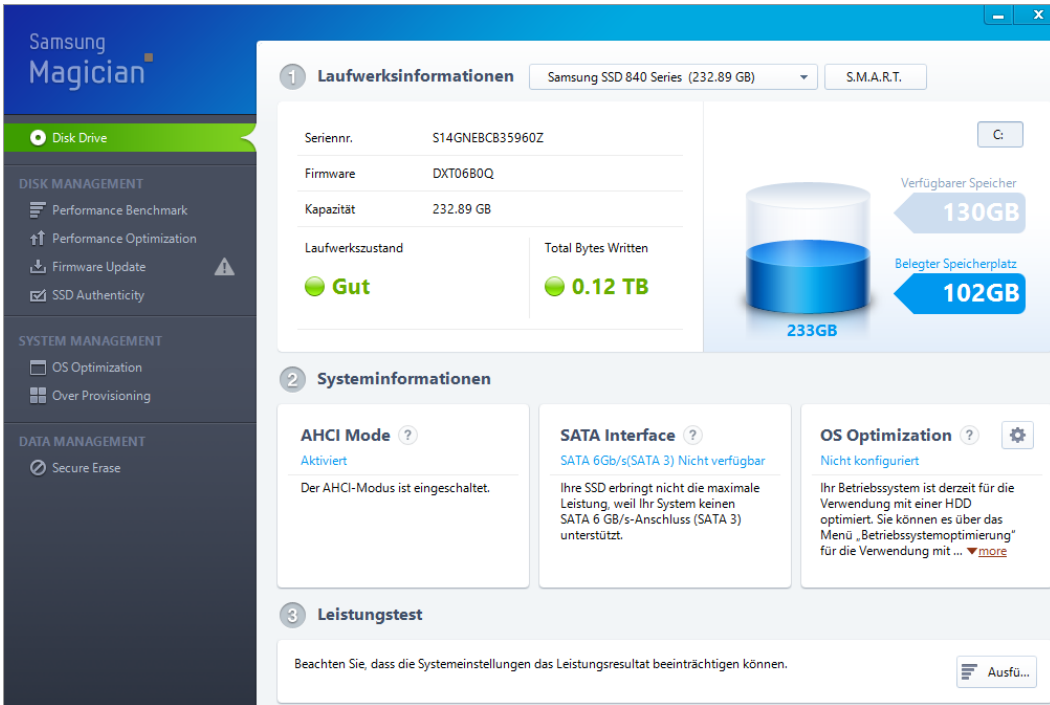 Samsung
Magician
Disk Drive
DISK MANAGEMENT
Performance Benchmark
Performance Optimization
Firmware Update
SSD Authenticity
SYSTEM MANAGEMENT
OS Optimization
Over Provisioning
DATA MANAGEMENT
Secure Erase
1 Laufwerksinformationen Samsung SSD 840 Series (232.89 GB) S.M.A.R.T.
Seriennr. S14GNEBCB35960Z
Firmware DXT06B0Q
Kapazität 232.89 GB
Laufwerkszustand Total Bytes Written
Gut 0.12 TB
C:
Verfügbarer Speicher
130GB
Belegter Speicherplatz
102GB
233GB
2 Systeminformationen
AHCI Mode ?
Aktiviert
Der AHCI-Modus ist eingeschaltet.
SATA Interface ?
SATA 6Gb/s(SATA 3) Nicht verfügbar
Ihre SSD erbringt nicht die maximale
Leistung, weil Ihr System keinen
SATA 6 GB/s-Anschluss (SATA 3)
unterstützt.
OS Optimization ?
Nicht konfiguriert
Ihr Betriebssystem ist derzeit für die
Verwendung mit einer HDD
optimiert. Sie können es über das
Menü „Betriebssystemoptimierung“
für die Verwendung mit ... more
3 Leistungstest
Beachten Sie, dass die Systemeinstellungen das Leistungsresultat beeinträchtigen können.
Ausfü...